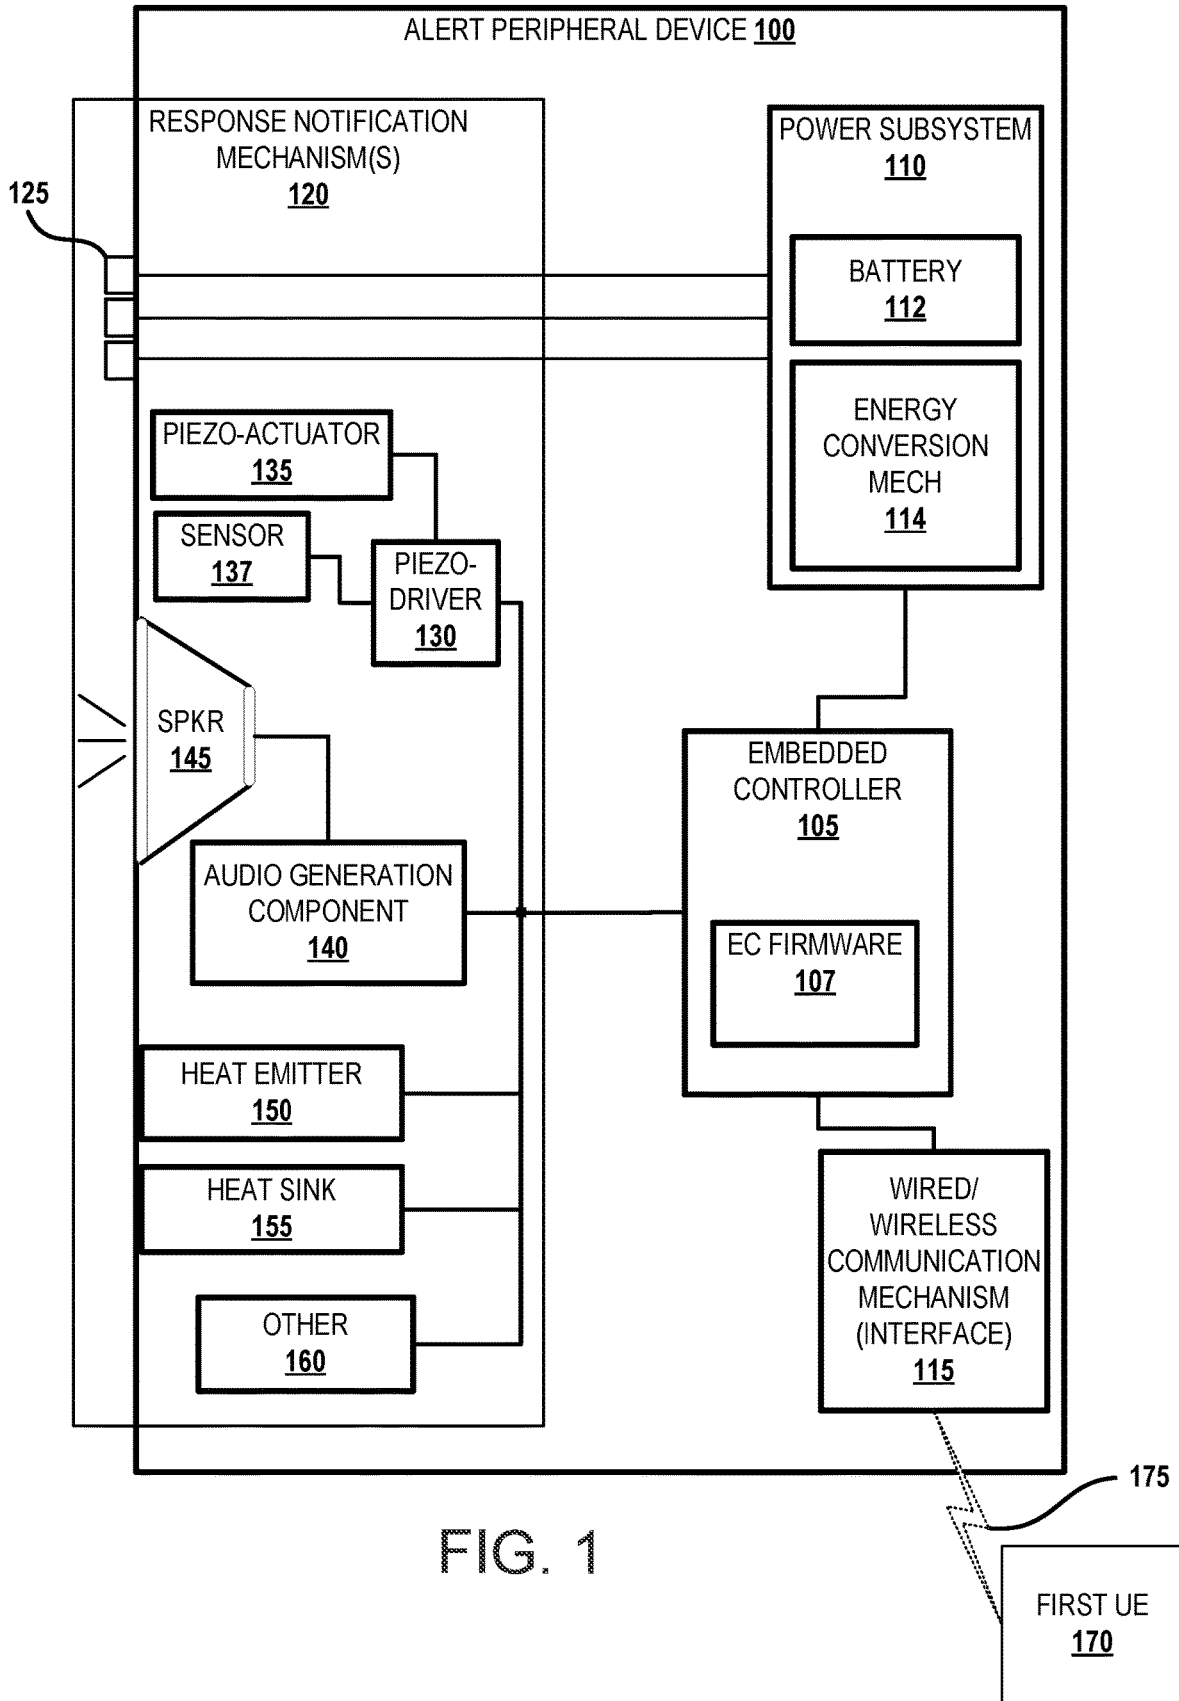 ALERT PERIPHERAL DEVICE 100
RESPONSE NOTIFICATION
MECHANISM(S)
120
125
POWER SUBSYSTEM
110
BATTERY
112
ENERGY
CONVERSION
MECH
114
PIEZO-ACTUATOR
135
SENSOR
137
PIEZO-
DRIVER
130
SPKR
145
AUDIO GENERATION
COMPONENT
140
EMBEDDED
CONTROLLER
105
EC FIRMWARE
107
HEAT EMITTER
150
HEAT SINK
155
OTHER
160
WIRED/
WIRELESS
COMMUNICATION
MECHANISM
(INTERFACE)
115
175
FIG. 1
FIRST UE
170